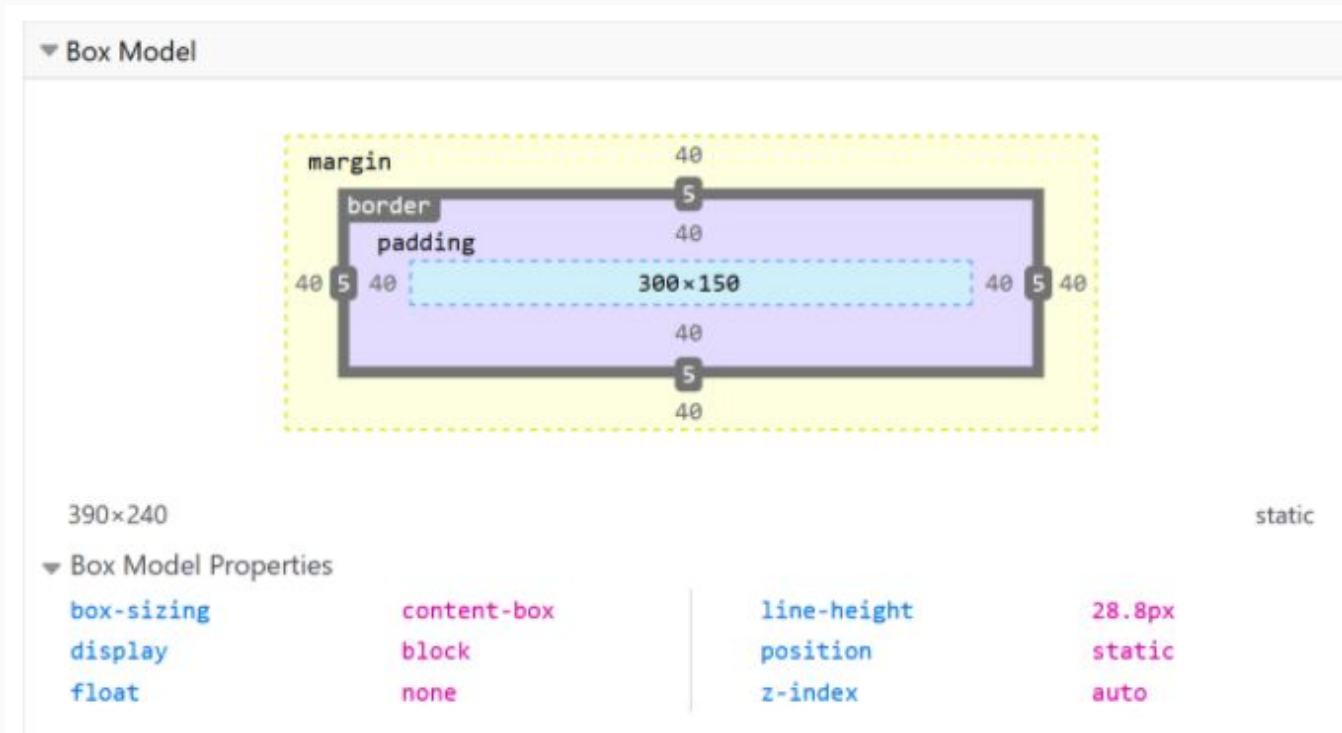 Box Model
margin 40
border 5
padding 40
40 5 40 300×150 40 5 40
40
5
40
390×240 static
Box Model Properties
box-sizing content-box line-height 28.8px
display block position static
float none z-index auto